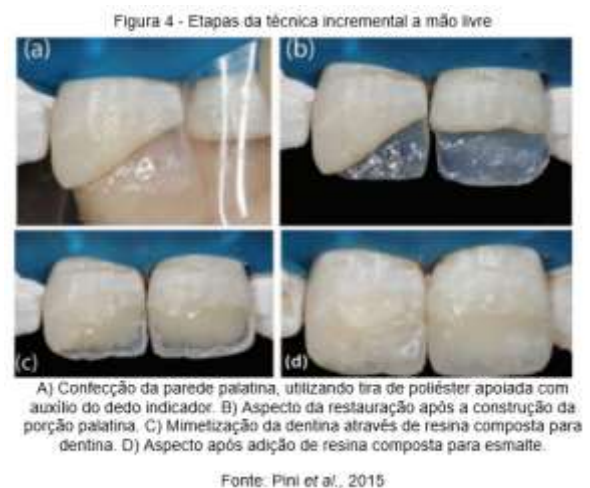 Figura 4 - Etapas da técnica incremental a mão livre
(a)
(b)
(c)
(d)
A) Confecção da parede palatina, utilizando tira de poliéster apoiada com
auxílio do dedo indicador. B) Aspecto da restauração após a construção da
porção palatina. C) Mimetização da dentina através de resina composta para
dentina. D) Aspecto após adição de resina composta para esmalte.
Fonte: Pini et al., 2015